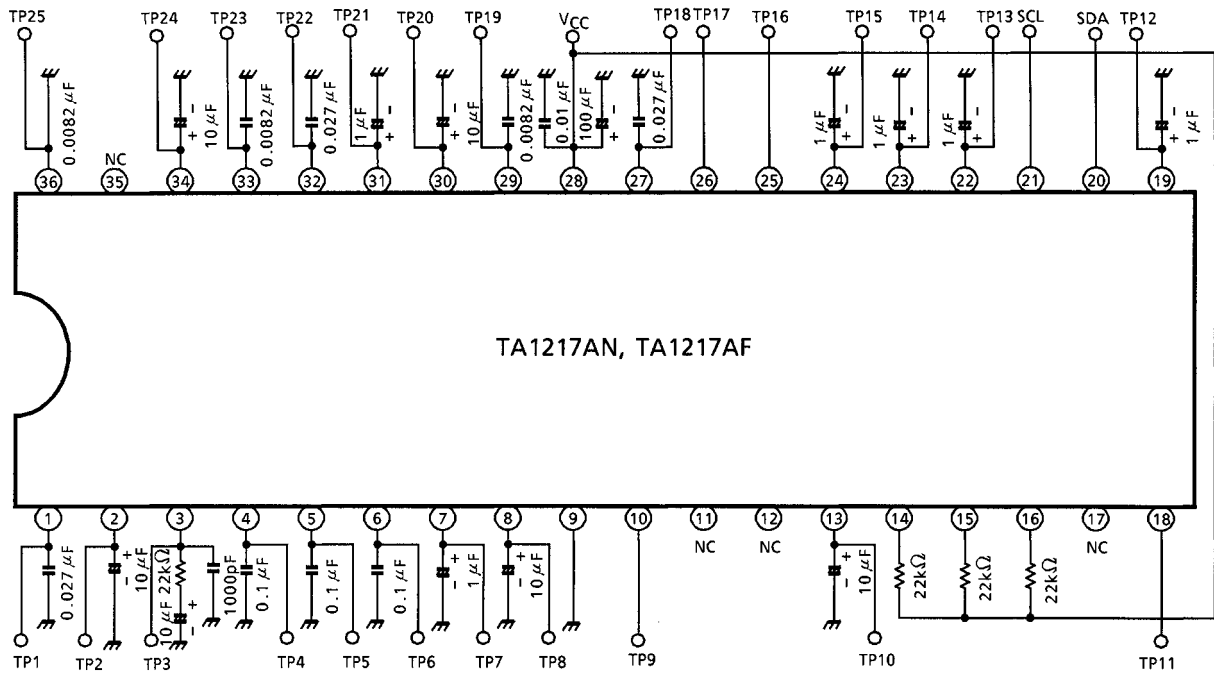 TP25
TP24
TP23
TP22
TP21
TP20
TP19
VCC
TP18
TP17
TP16
TP15
TP14
TP13
SCL
SDA
TP12
0.0082 μF
NC
10 μF
0.0082 μF
0.027 μF
1 μF
+ -
10 μF
0.0082 μF
0.01 μF
100 μF
0.027 μF
1 μF
1 μF
1 μF
1 μF
36
35
34
33
32
31
30
29
28
27
26
25
24
23
22
21
20
19
TA1217AN, TA1217AF
1
2
3
4
5
6
7
8
9
10
11
12
13
14
15
16
17
18
NC
NC
NC
0.027 μF
10 μF
22kΩ
10 μF
1000pF
0.1 μF
0.1 μF
0.1 μF
1 μF
10 μF
10 μF
22kΩ
22kΩ
22kΩ
TP1
TP2
TP3
TP4
TP5
TP6
TP7
TP8
TP9
TP10
TP11